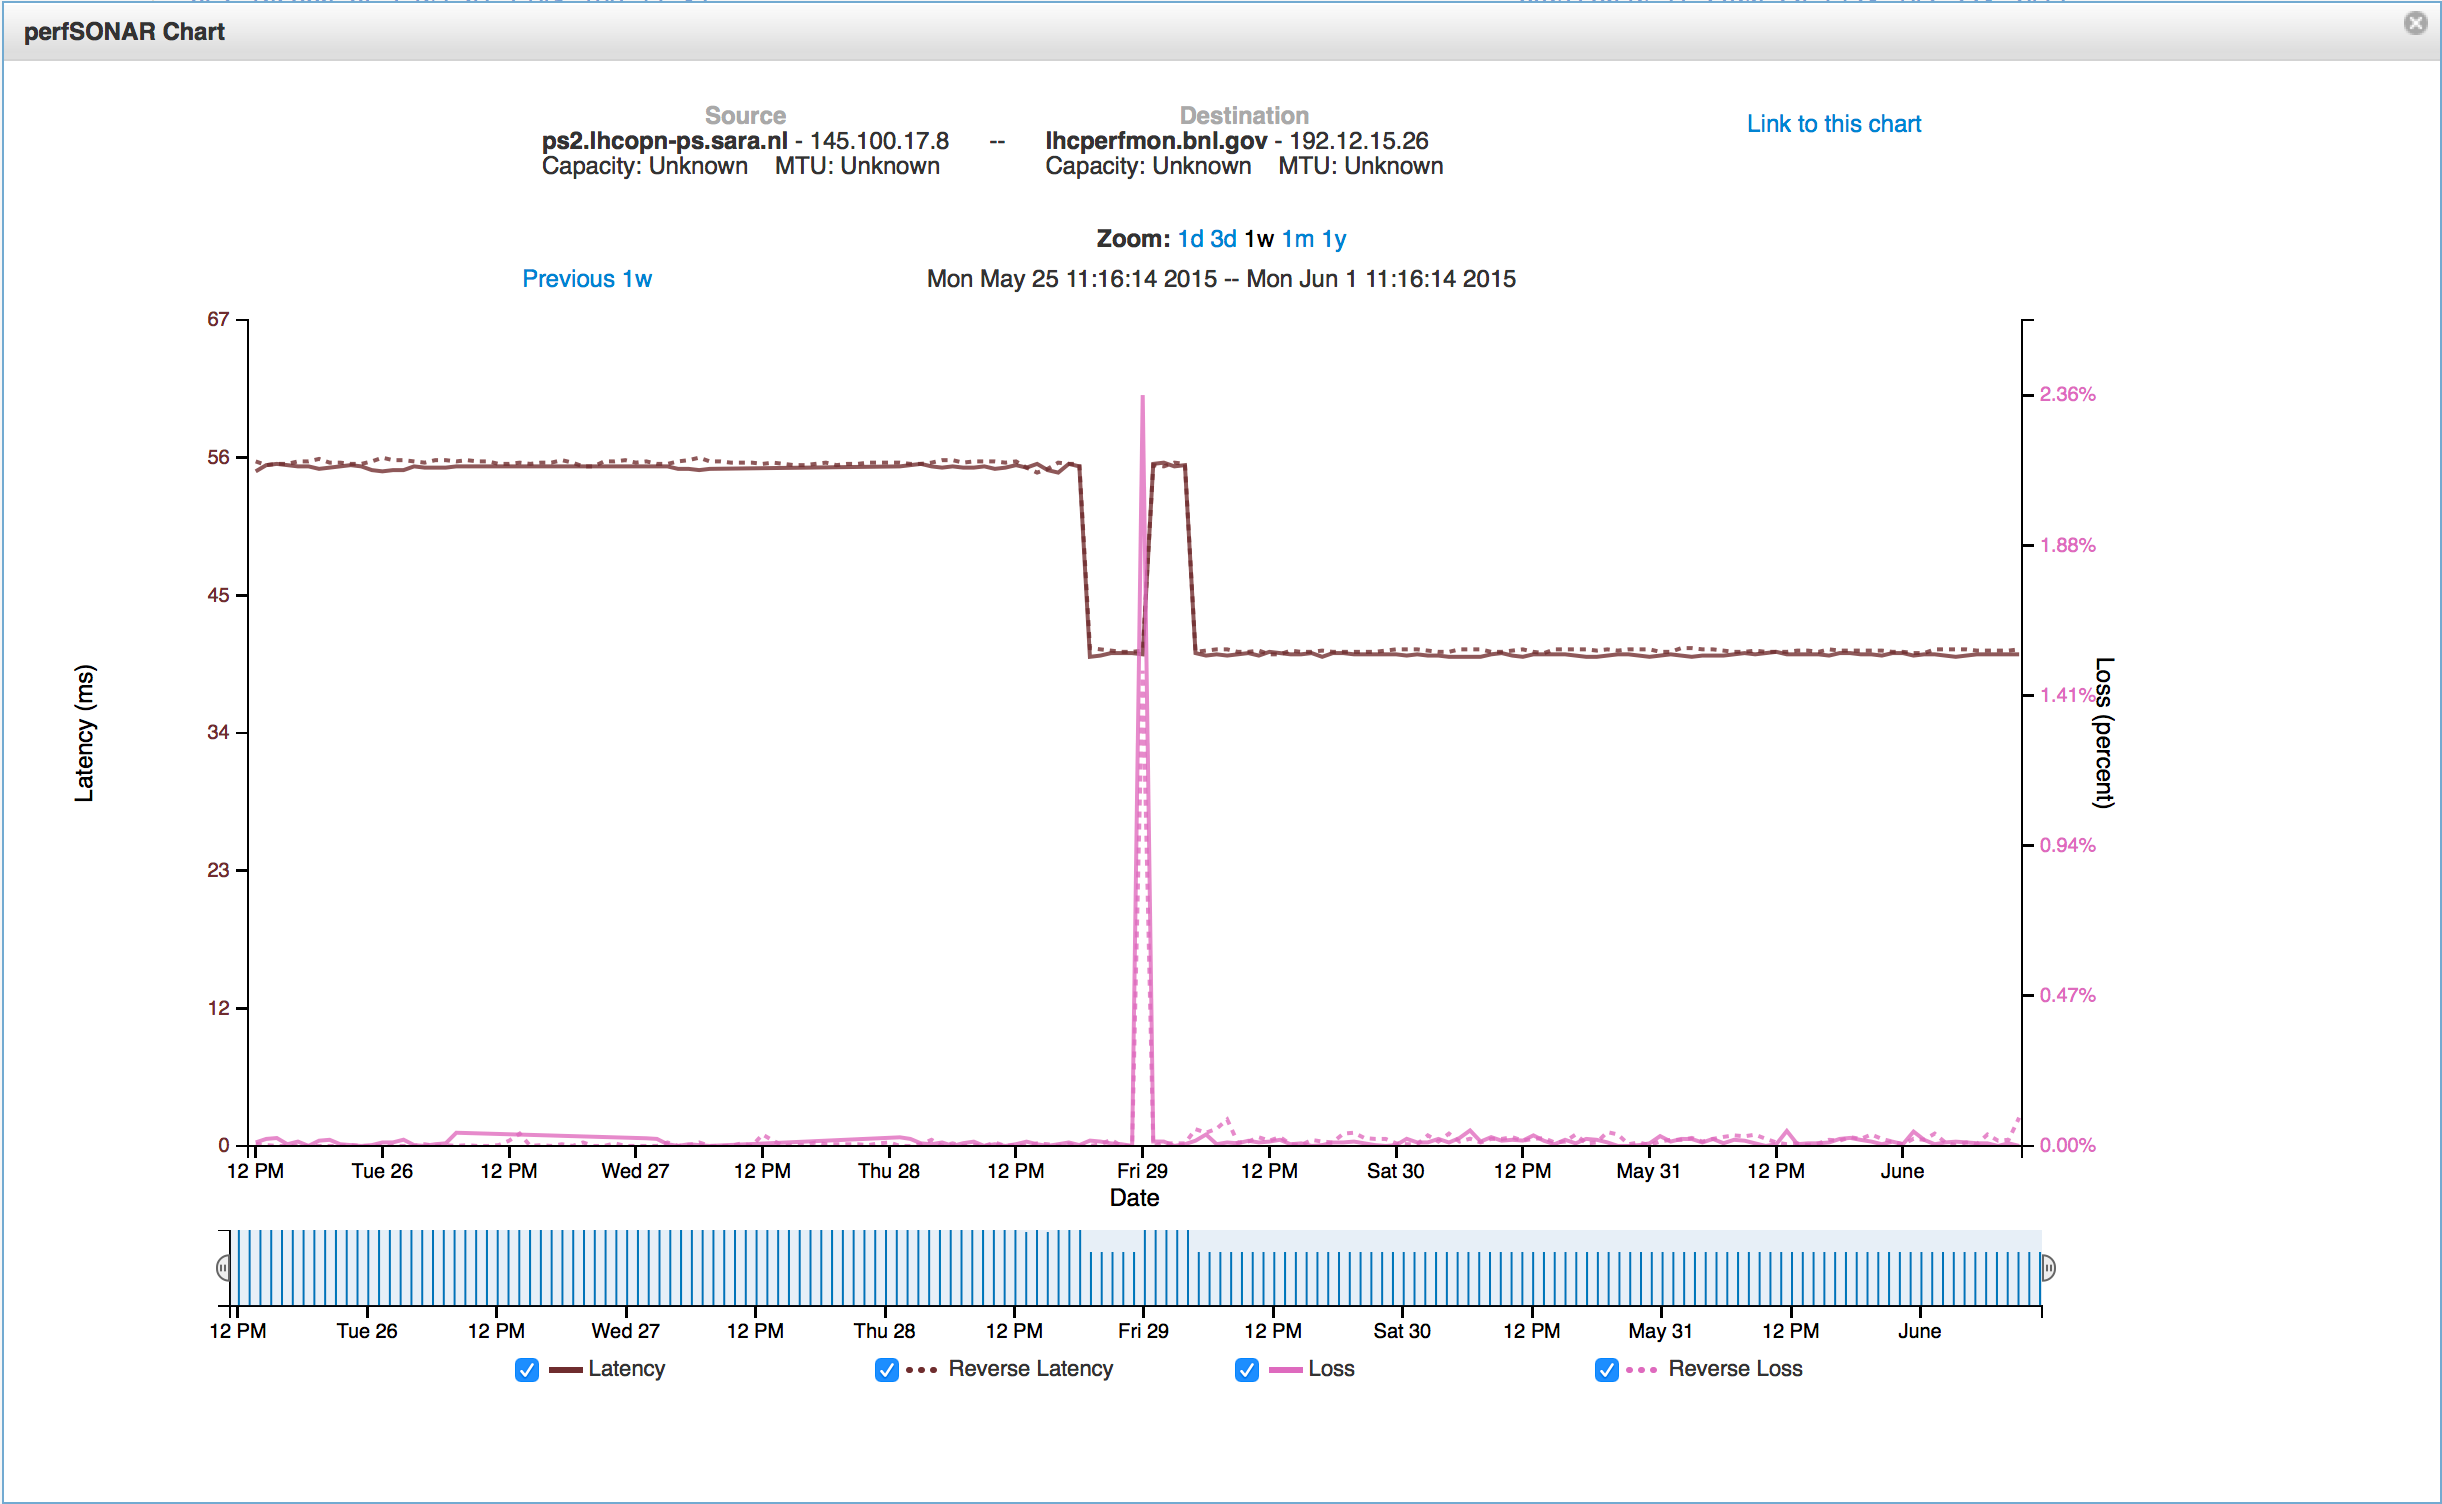 perfSONAR Chart
Source Destination
Link to this chart
ps2.lhcopn-ps.sara.nl - 145.100.17.8 -- lhcperfmon.bnl.gov - 192.12.15.26
Capacity: Unknown MTU: Unknown Capacity: Unknown MTU: Unknown
Zoom: 1d 3d 1w 1m 1y
Previous 1w Mon May 25 11:16:14 2015 -- Mon Jun 1 11:16:14 2015
67
56
45
34
23
12
0
Latency (ms)
2.36%
1.88%
1.41%
0.94%
0.47%
0.00%
Loss (percent)
12 PM Tue 26 12 PM Wed 27 12 PM Thu 28 12 PM Fri 29 12 PM Sat 30 12 PM May 31 12 PM June
Date
12 PM Tue 26 12 PM Wed 27 12 PM Thu 28 12 PM Fri 29 12 PM Sat 30 12 PM May 31 12 PM June
Latency Reverse Latency Loss Reverse Loss